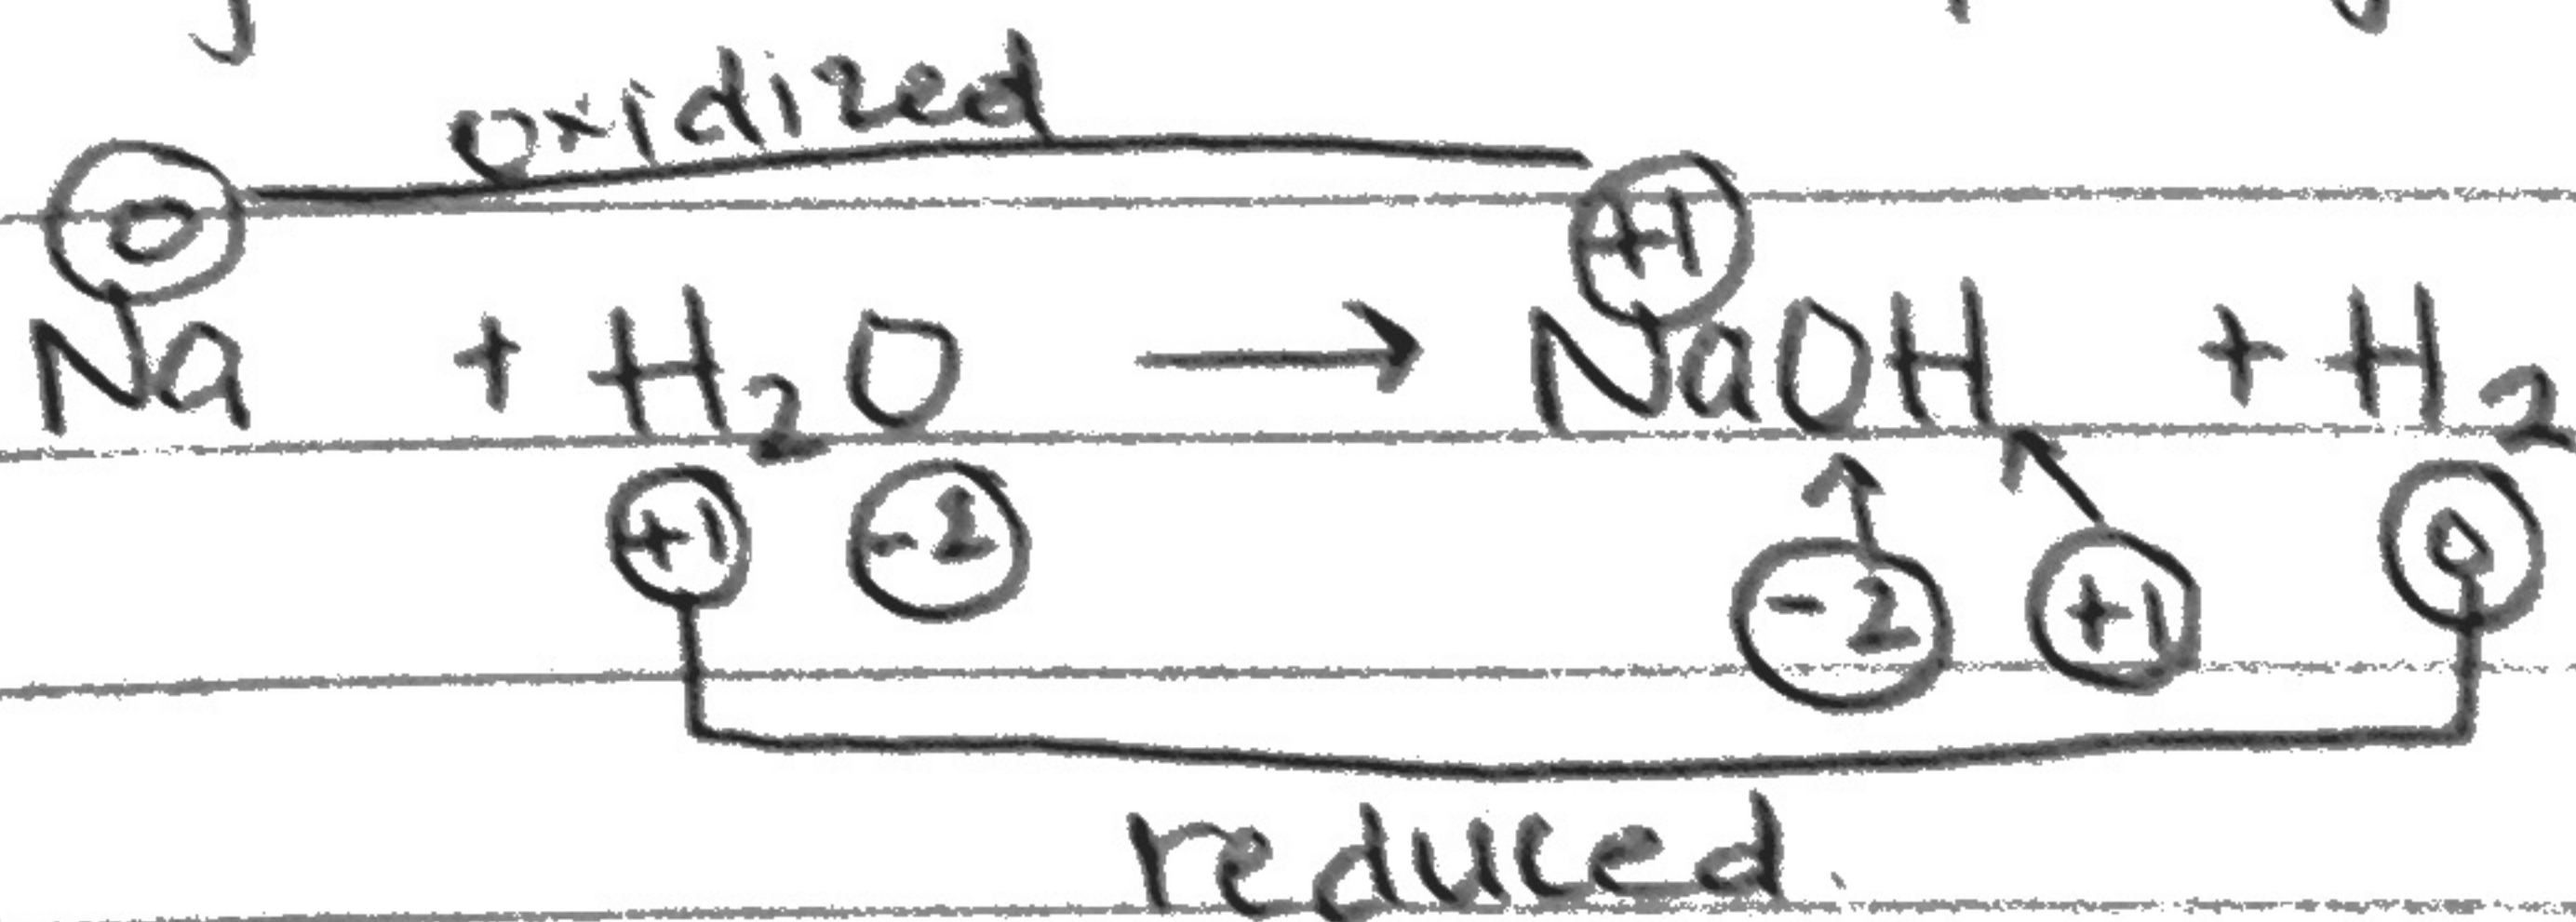 oxidized
0 +1
Na + H₂O → NaOH + H₂
+1 -2 -2 +1 0
reduced.